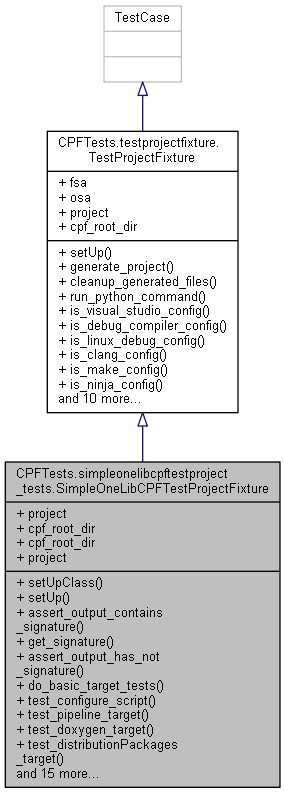 TestCase
CPFTests.testprojectfixture.
TestProjectFixture
+ fsa
+ osa
+ project
+ cpf_root_dir
+ setUp()
+ generate_project()
+ cleanup_generated_files()
+ run_python_command()
+ is_visual_studio_config()
+ is_debug_compiler_config()
+ is_linux_debug_config()
+ is_clang_config()
+ is_make_config()
+ is_ninja_config()
and 10 more...
CPFTests.simpleonelibcpftestproject
_tests.SimpleOneLibCPFTestProjectFixture
+ project
+ cpf_root_dir
+ cpf_root_dir
+ project
+ setUpClass()
+ setUp()
+ assert_output_contains
_signature()
+ get_signature()
+ assert_output_has_not
_signature()
+ do_basic_target_tests()
+ test_configure_script()
+ test_pipeline_target()
+ test_doxygen_target()
+ test_distributionPackages
_target()
and 15 more...